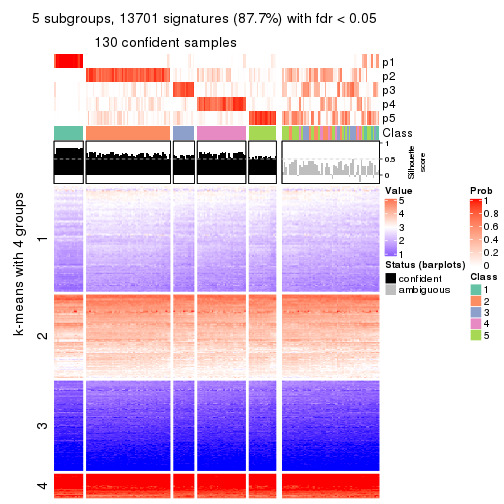 5 subgroups, 13701 signatures (87.7%) with fdr < 0.05
130 confident samples
p1
p2
p3
p4
p5
Class
1
0.5
0
Silhouette
score
k-means with 4 groups
1
2
3
4
Value
5
4
3
2
1
Status (barplots)
confident
ambiguous
Prob
1
0.8
0.6
0.4
0.2
0
Class
1
2
3
4
5